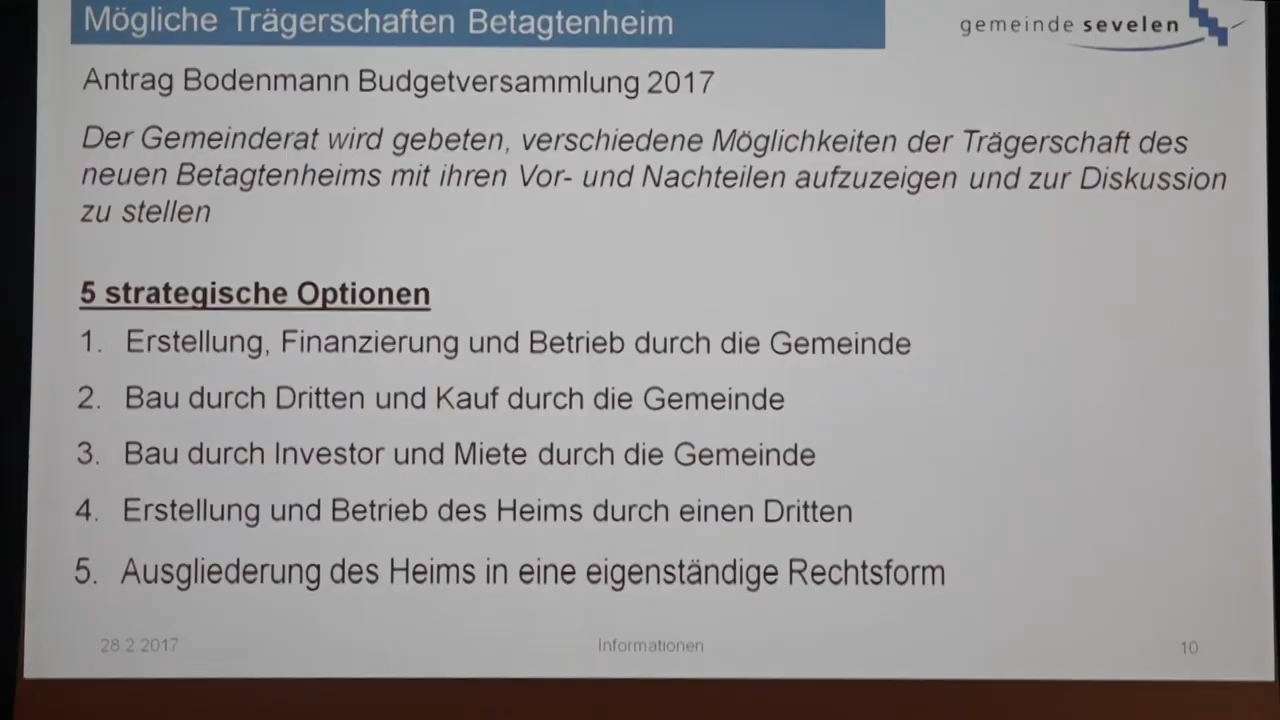 Mögliche Trägerschaften Betagtenheim
gemeinde sevelen
Antrag Bodenmann Budgetversammlung 2017
Der Gemeinderat wird gebeten, verschiedene Möglichkeiten der Trägerschaft des
neuen Betagtenheims mit ihren Vor- und Nachteilen aufzuzeigen und zur Diskussion
zu stellen
5 strategische Optionen
1. Erstellung, Finanzierung und Betrieb durch die Gemeinde
2. Bau durch Dritten und Kauf durch die Gemeinde
3. Bau durch Investor und Miete durch die Gemeinde
4. Erstellung und Betrieb des Heims durch einen Dritten
5. Ausgliederung des Heims in eine eigenständige Rechtsform
28.2.2017 Informationen 10